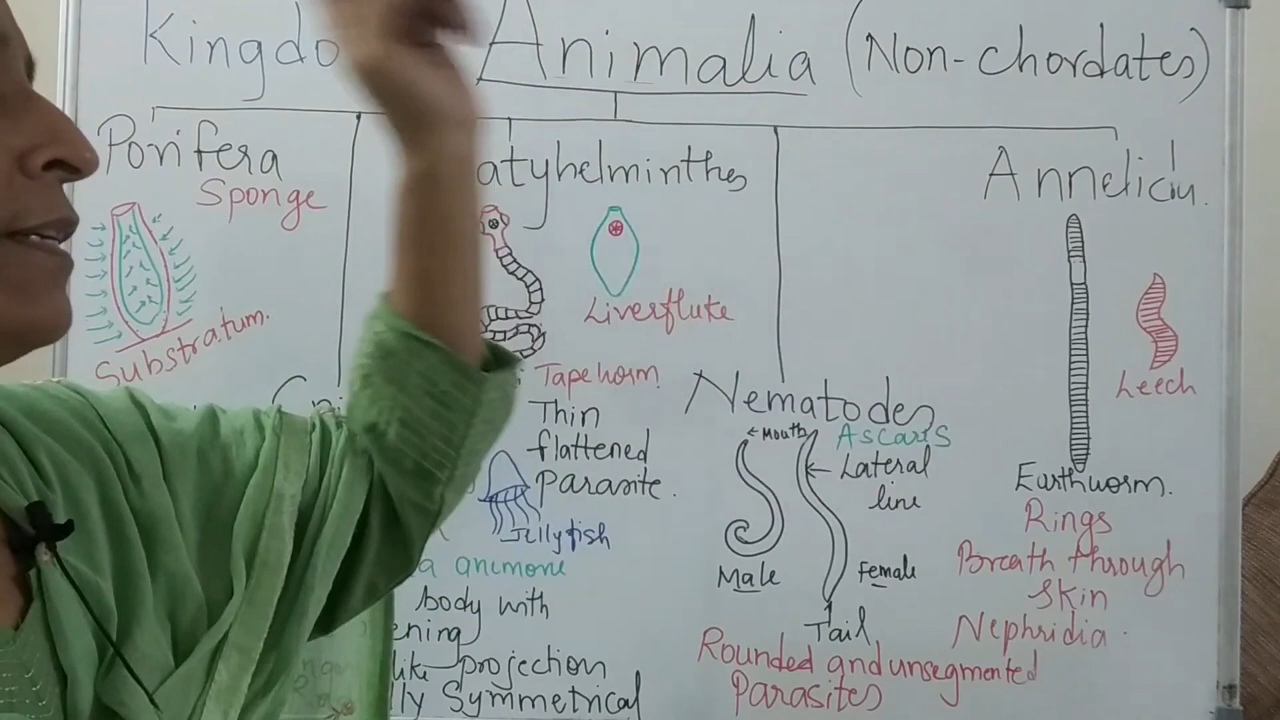 Kingdo Animalia (Non-chordates)
Porifera
Sponge
Substratum.
atyhelminthes
Liverfluke
Tapeworm
Thin
flattened
parasite.
Jellyfish
a animone
body with
ening
like projection
lly Symmetrical
Nematodes
←Mouth
Ascaris
Lateral
line
Male
Female
Tail
Rounded and unsegmented
Parasites
Leech
Earthworm.
Rings
Breath through
Skin
Nephridia.